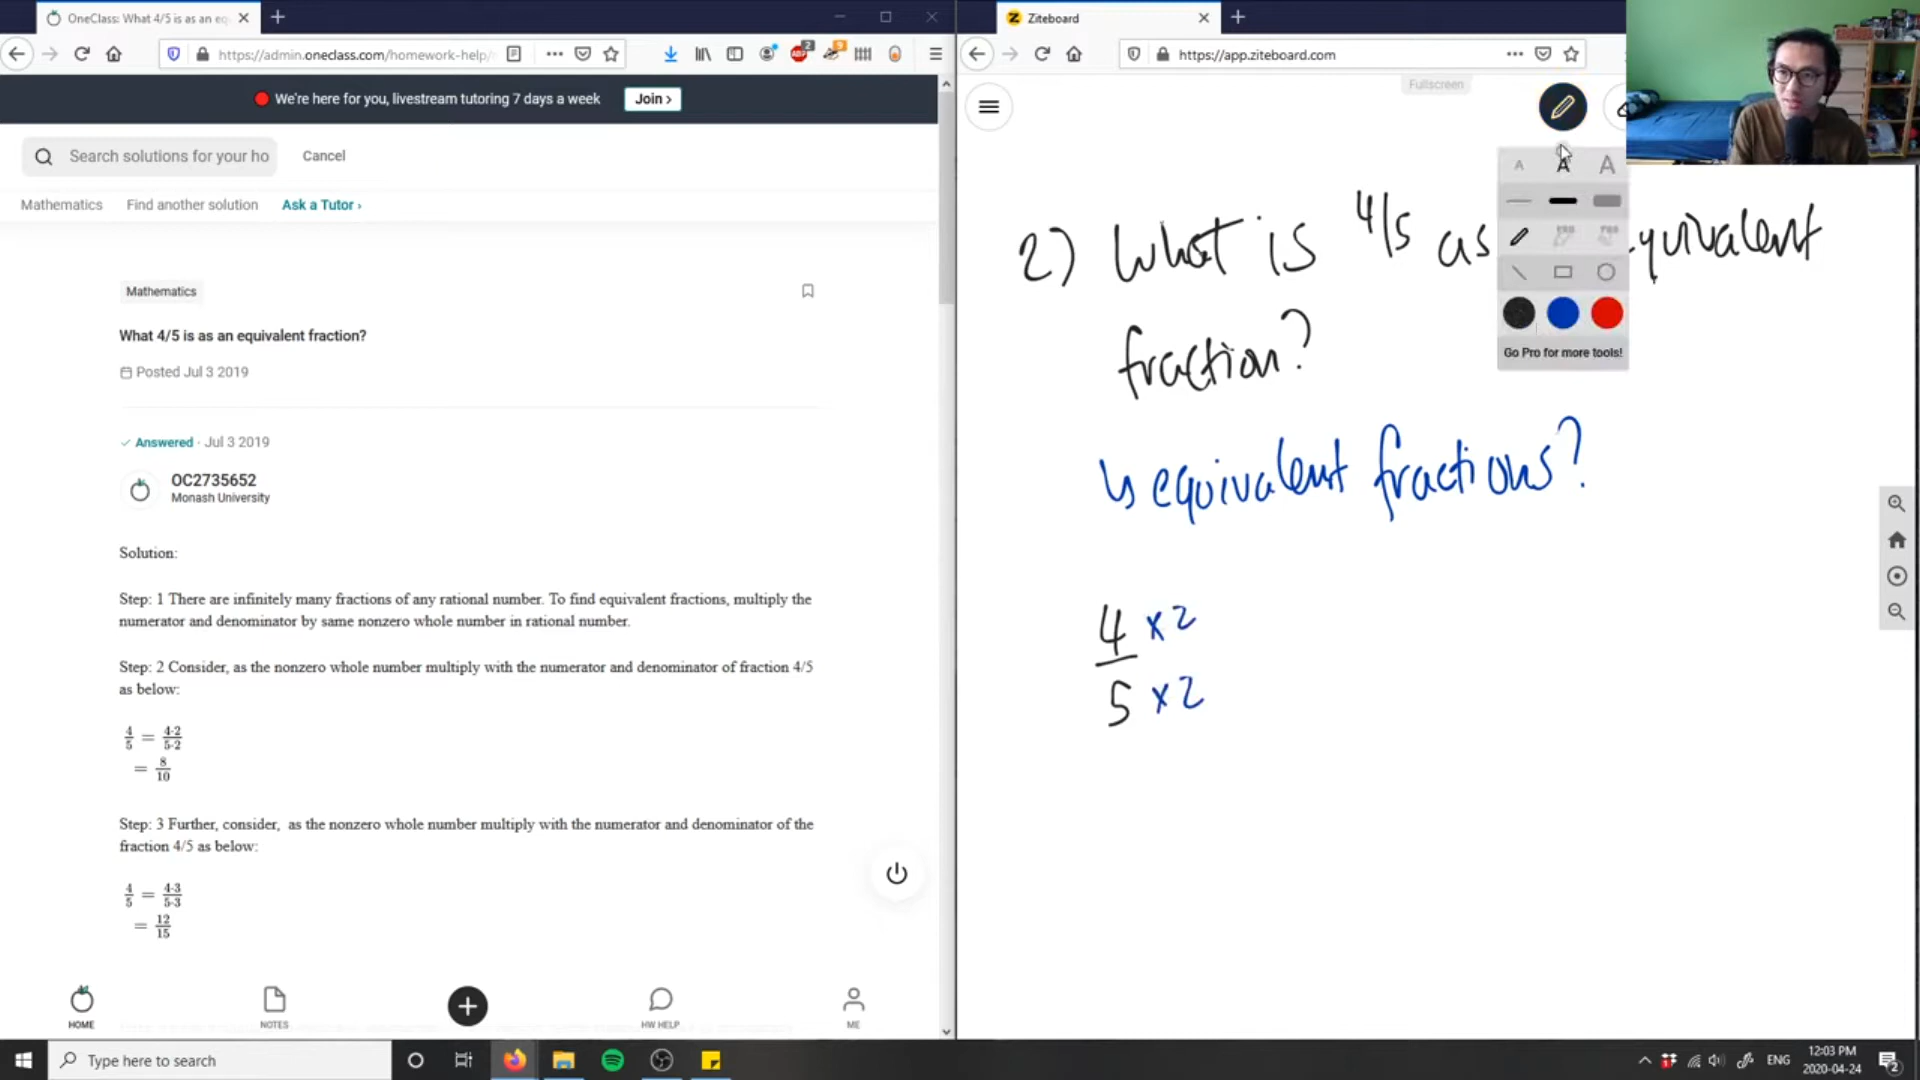 OneClass: What 4/5 is as an eq
https://admin.oneclass.com/homework-help/
2
9
We're here for you, livestream tutoring 7 days a week
Join ›
Search solutions for your ho
Cancel
Mathematics
Find another solution
Ask a Tutor ›
Mathematics
What 4/5 is as an equivalent fraction?
Posted Jul 3 2019
Answered · Jul 3 2019
OC2735652
Monash University
Solution:
Step: 1 There are infinitely many fractions of any rational number. To find equivalent fractions, multiply the
numerator and denominator by same nonzero whole number in rational number.
Step: 2 Consider, as the nonzero whole number multiply with the numerator and denominator of fraction 4/5
as below:
4/5 = 4·2/5·2
= 8/10
Step: 3 Further, consider, as the nonzero whole number multiply with the numerator and denominator of the
fraction 4/5 as below:
4/5 = 4·3/5·3
= 12/15
HOME
NOTES
HW HELP
ME
Ziteboard
https://app.ziteboard.com
Fullscreen
A A A
PRO PRO
Go Pro for more tools!
2) What is 4/5 as quivalent
fraction?
↳ equivalent fractions?
4 x 2
5 x 2
Type here to search
ENG
12:03 PM
2020-04-24
2